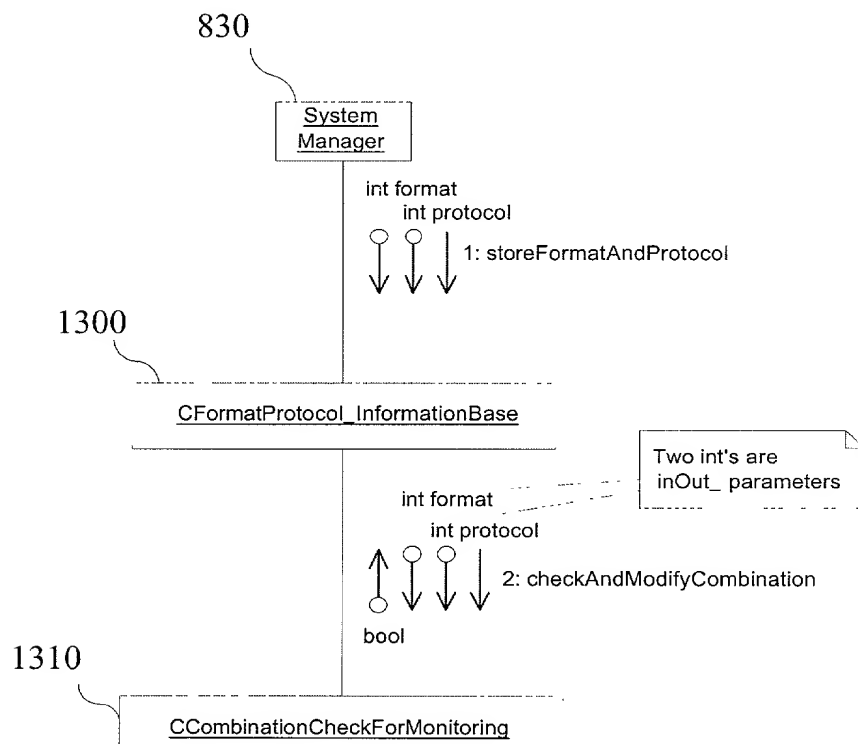 830
System
Manager
int format
int protocol
1: storeFormatAndProtocol
1300
CFormatProtocol_InformationBase
Two int's are
inOut_ parameters
int format
int protocol
2: checkAndModifyCombination
bool
1310
CCombinationCheckForMonitoring